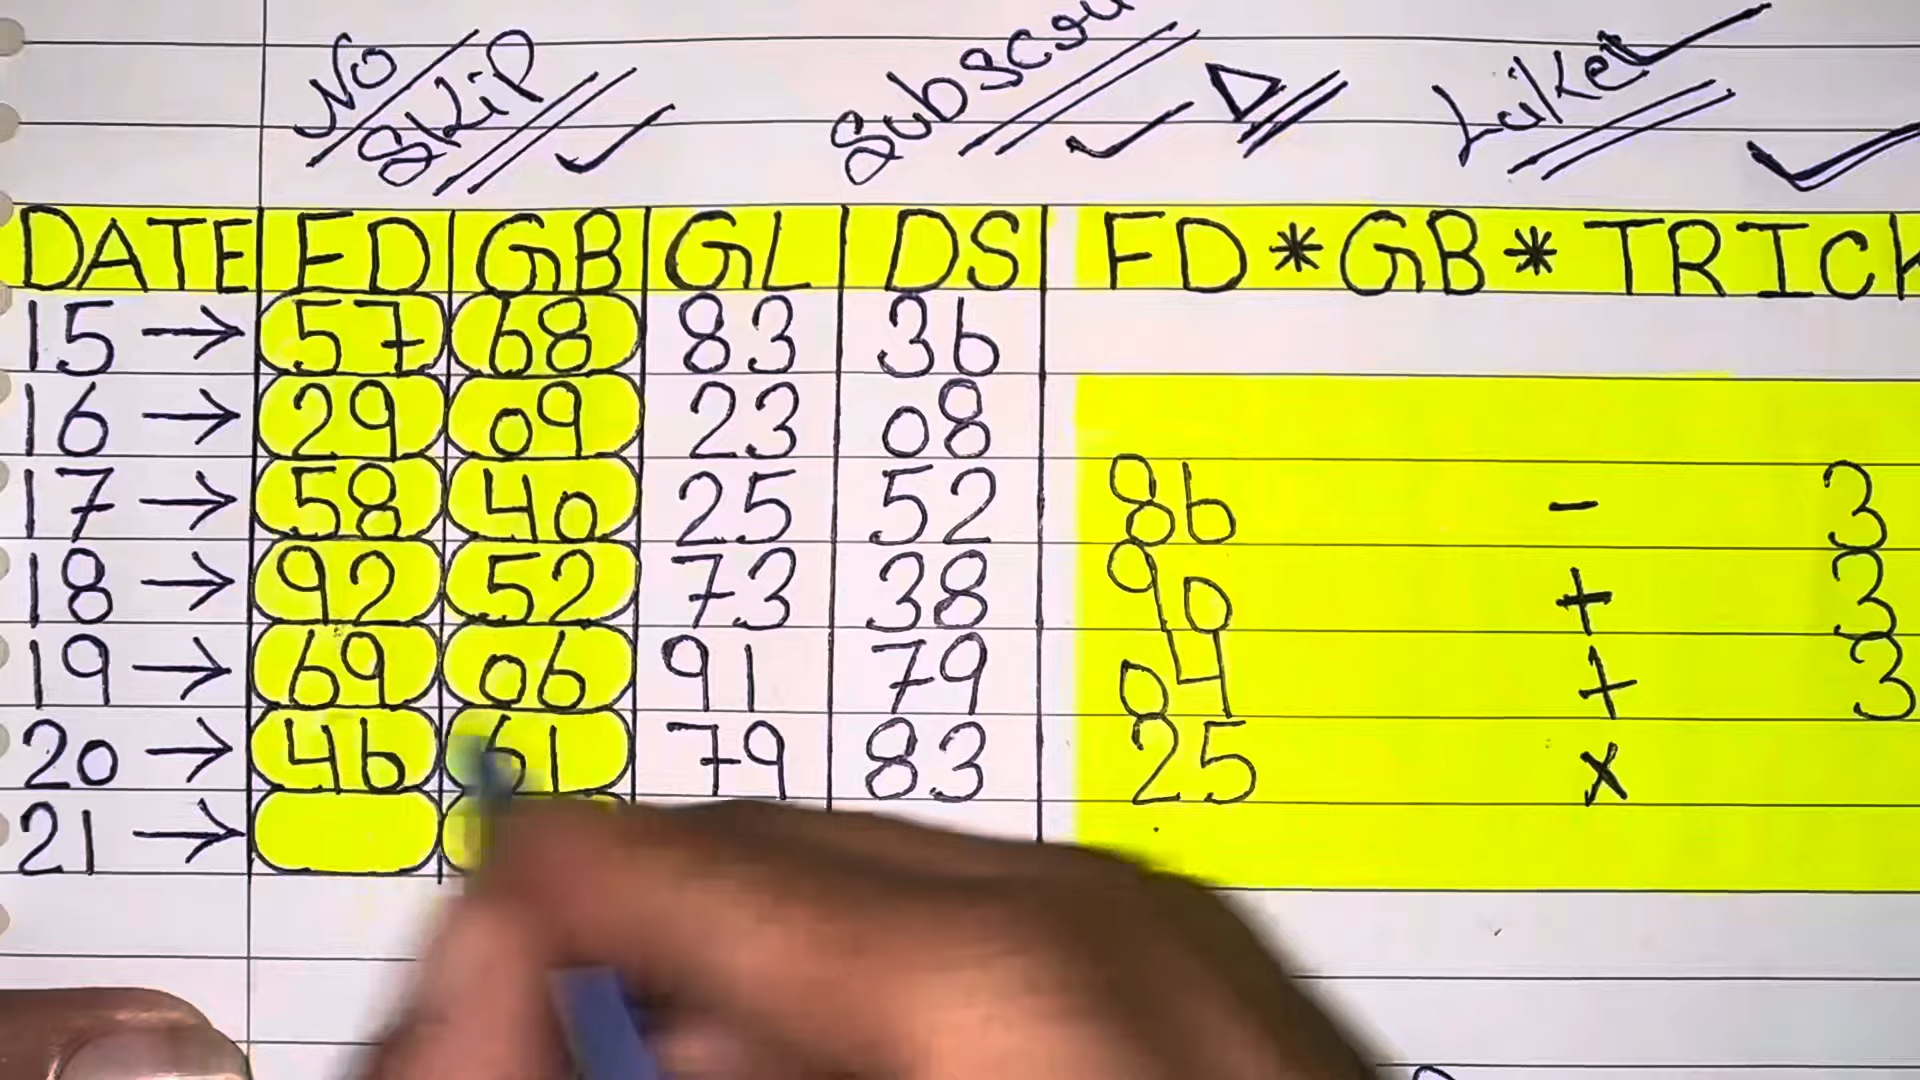 No Skip Subscri Liked
DATE FD GB GL DS FD * GB * TRICK
15 → 57 68 83 36
16 → 29 09 23 08
17 → 58 40 25 52 86 - 3
18 → 92 52 73 38 90 + 3
19 → 69 06 91 79 04 + 3
20 → 46 61 79 83 25 x
21 →